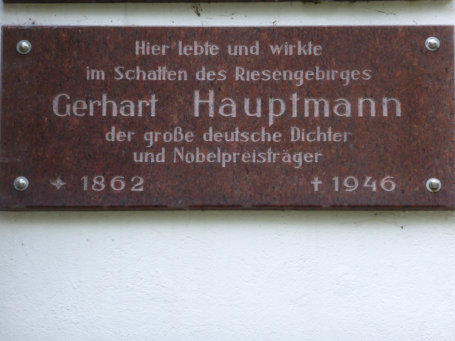 Hier lebte und wirkte
im Schatten des Riesengebirges
Gerhart Hauptmann
der große deutsche Dichter
und Nobelpreisträger
* 1862 † 1946